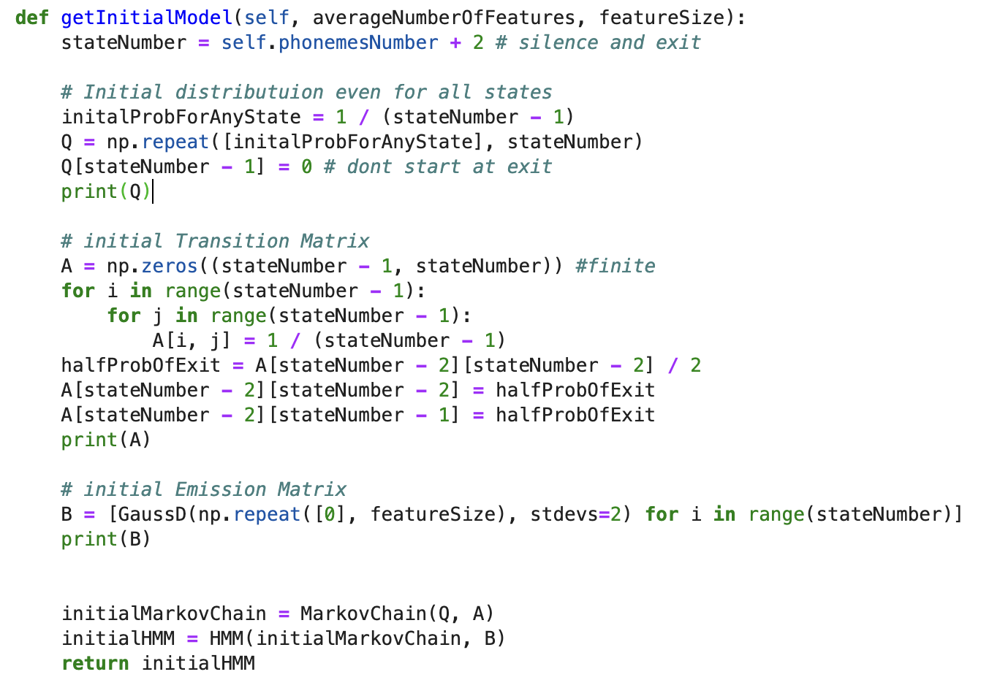 def getInitialModel(self, averageNumberOfFeatures, featureSize):
    stateNumber = self.phonemesNumber + 2 # silence and exit

    # Initial distributuion even for all states
    initalProbForAnyState = 1 / (stateNumber - 1)
    Q = np.repeat([initalProbForAnyState], stateNumber)
    Q[stateNumber - 1] = 0 # dont start at exit
    print(Q)

    # initial Transition Matrix
    A = np.zeros((stateNumber - 1, stateNumber)) #finite
    for i in range(stateNumber - 1):
        for j in range(stateNumber - 1):
            A[i, j] = 1 / (stateNumber - 1)
    halfProbOfExit = A[stateNumber - 2][stateNumber - 2] / 2
    A[stateNumber - 2][stateNumber - 2] = halfProbOfExit
    A[stateNumber - 2][stateNumber - 1] = halfProbOfExit
    print(A)

    # initial Emission Matrix
    B = [GaussD(np.repeat([0], featureSize), stdevs=2) for i in range(stateNumber)]
    print(B)


    initialMarkovChain = MarkovChain(Q, A)
    initialHMM = HMM(initialMarkovChain, B)
    return initialHMM